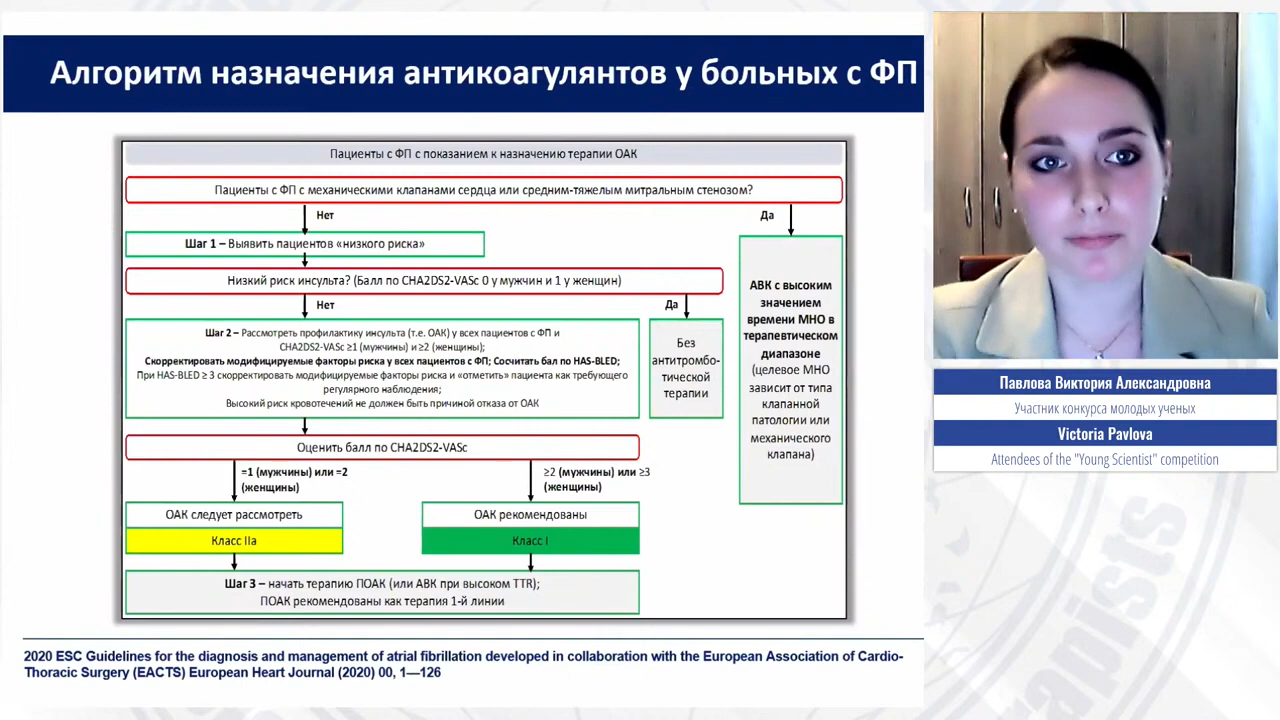 Алгоритм назначения антикоагулянтов у больных с ФП
Пациенты с ФП с показанием к назначению терапии ОАК
Пациенты с ФП с механическими клапанами сердца или средним-тяжелым митральным стенозом?
Нет
Да
Шаг 1 – Выявить пациентов «низкого риска»
Низкий риск инсульта? (Балл по CHA2DS2-VASc 0 у мужчин и 1 у женщин)
Нет
Да
Шаг 2 – Рассмотреть профилактику инсульта (т.е. ОАК) у всех пациентов с ФП и
CHA2DS2-VASc ≥1 (мужчины) и ≥2 (женщины);
Скорректировать модифицируемые факторы риска у всех пациентов с ФП; Сосчитать бал по HAS-BLED;
При HAS-BLED ≥ 3 скорректировать модифицируемые факторы риска и «отметить» пациента как требующего
регулярного наблюдения;
Высокий риск кровотечений не должен быть причиной отказа от ОАК
Без
антитромбо-
тической
терапии
АВК с высоким
значением
времени МНО в
терапевтическом
диапазоне
(целевое МНО
зависит от типа
клапанной
патологии или
механического
клапана)
Оценить балл по CHA2DS2-VASc
=1 (мужчины) или =2
(женщины)
≥2 (мужчины) или ≥3
(женщины)
ОАК следует рассмотреть
Класс IIa
ОАК рекомендованы
Класс I
Шаг 3 – начать терапию ПОАК (или АВК при высоком TTR);
ПОАК рекомендованы как терапия 1-й линии
2020 ESC Guidelines for the diagnosis and management of atrial fibrillation developed in collaboration with the European Association of Cardio-
Thoracic Surgery (EACTS) European Heart Journal (2020) 00, 1—126
Павлова Виктория Александровна
Участник конкурса молодых ученых
Victoria Pavlova
Attendees of the "Young Scientist" competition
rapists